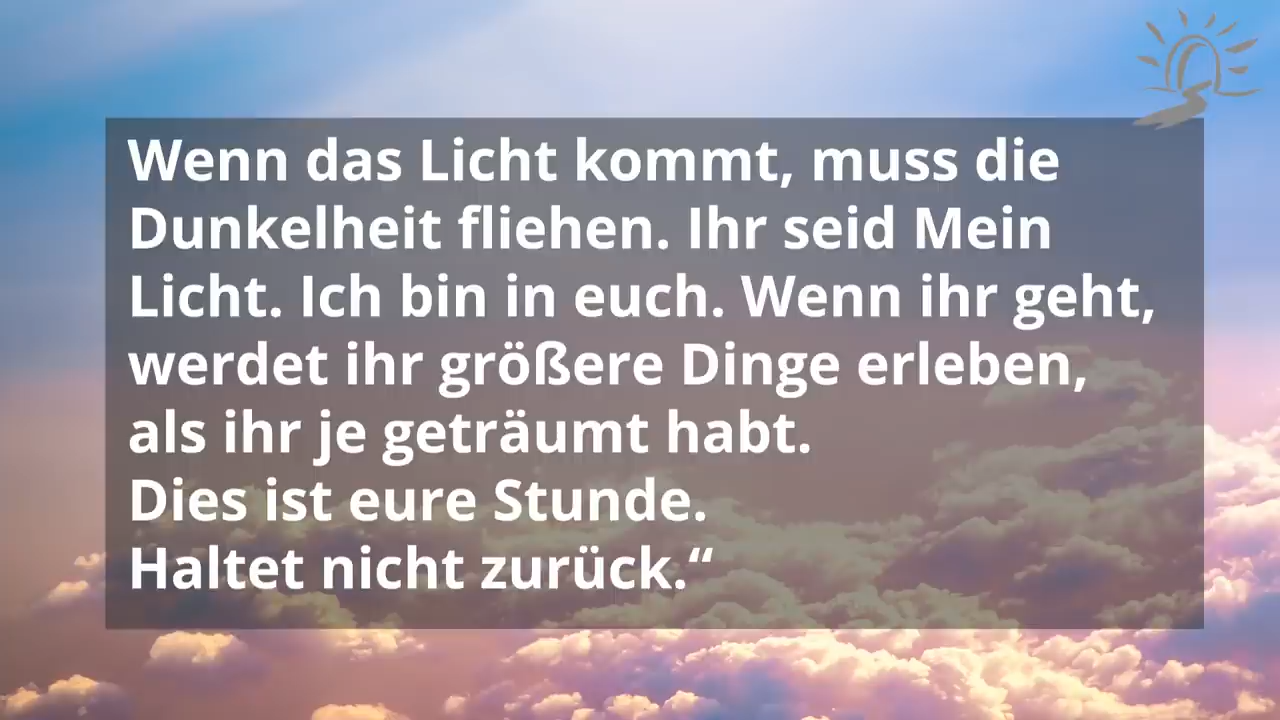 Wenn das Licht kommt, muss die
Dunkelheit fliehen. Ihr seid Mein
Licht. Ich bin in euch. Wenn ihr geht,
werdet ihr größere Dinge erleben,
als ihr je geträumt habt.
Dies ist eure Stunde.
Haltet nicht zurück.“